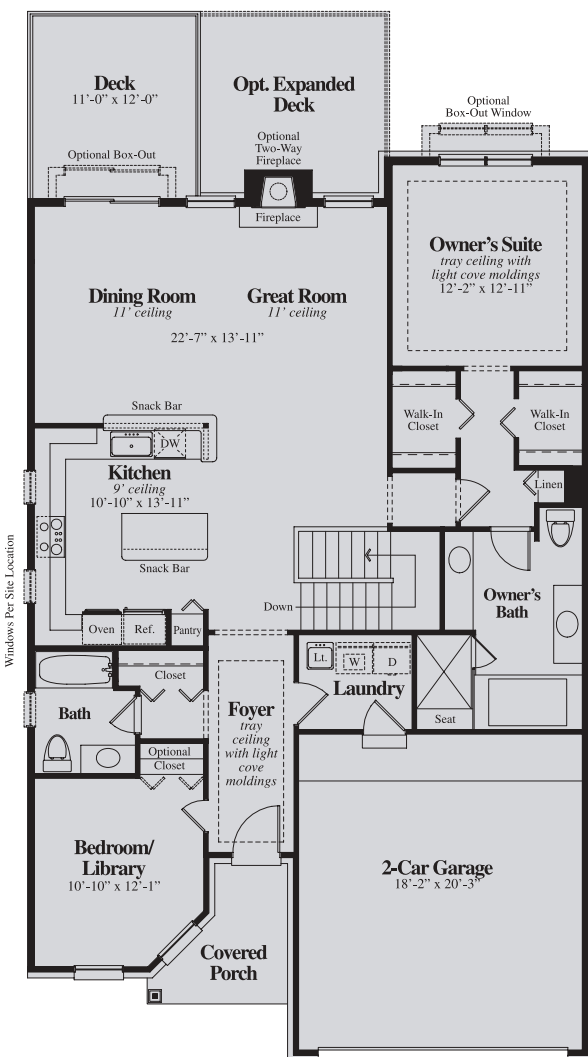 Deck
11'-0" x 12'-0"
Opt. Expanded
Deck
Optional
Box-Out Window
Optional Box-Out
Optional
Two-Way
Fireplace
Fireplace
Owner's Suite
tray ceiling with
light cove moldings
12'-2" x 12'-11"
Dining Room
11' ceiling
Great Room
11' ceiling
22'-7" x 13'-11"
Snack Bar
DW
Walk-In
Closet
Walk-In
Closet
Kitchen
9' ceiling
10'-10" x 13'-11"
Linen
Snack Bar
Windows Per Site Location
Down
Owner's
Bath
Oven
Ref.
Pantry
Lt.
W
D
Closet
Laundry
Bath
Foyer
tray
ceiling
with light
cove
moldings
Seat
Optional
Closet
Bedroom/
Library
10'-10" x 12'-1"
2-Car Garage
18'-2" x 20'-3"
Covered
Porch